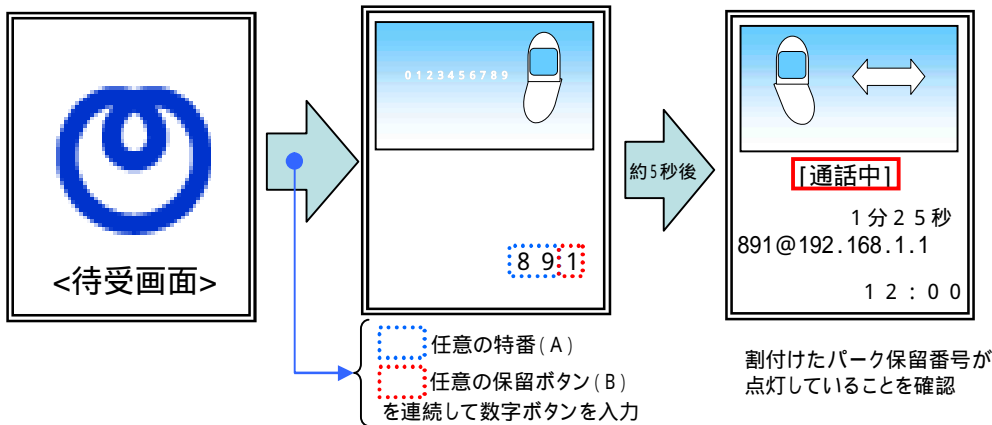 <待受画面>
0123456789
891
任意の特番(A)
任意の保留ボタン(B)
を連続して数字ボタンを入力
約5秒後
[通話中]
1分25秒
891@192.168.1.1
12:00
割付けたパーク保留番号が
点灯していることを確認